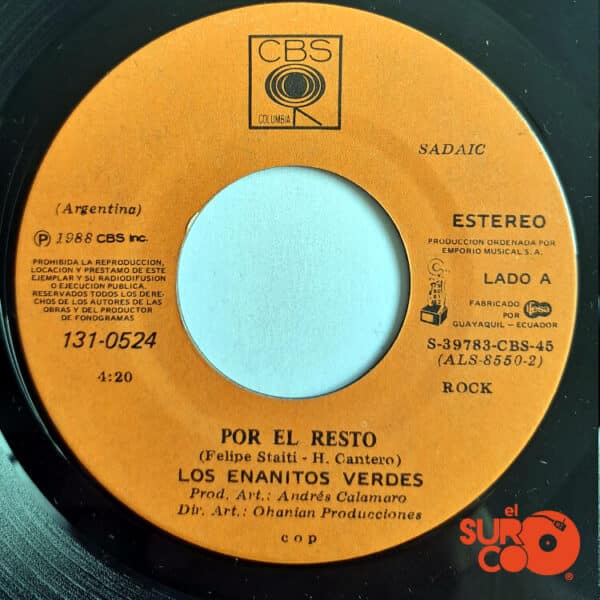 CBS
COLUMBIA
SADAIC
(Argentina)
℗ 1988 CBS Inc.
PROHIBIDA LA REPRODUCCION,
LOCACION Y PRESTAMO DE ESTE
EJEMPLAR Y SU RADIODIFUSION
O EJECUCION PUBLICA.
RESERVADOS TODOS LOS DERE-
CHOS DE LOS AUTORES DE LAS
OBRAS Y DEL PRODUCTOR
DE FONOGRAMAS
131-0524
4:20
ESTEREO
PRODUCCION ORDENADA POR
EMPORIO MUSICAL S.A.
LADO A
FABRICADO
POR
GUAYAQUIL - ECUADOR
S-39783-CBS-45
(ALS-8550-2)
ROCK
POR EL RESTO
(Felipe Staiti - H. Cantero)
LOS ENANITOS VERDES
Prod. Art.: Andrés Calamaro
Dir. Art.: Ohanian Producciones
cop
el
SURCO
®